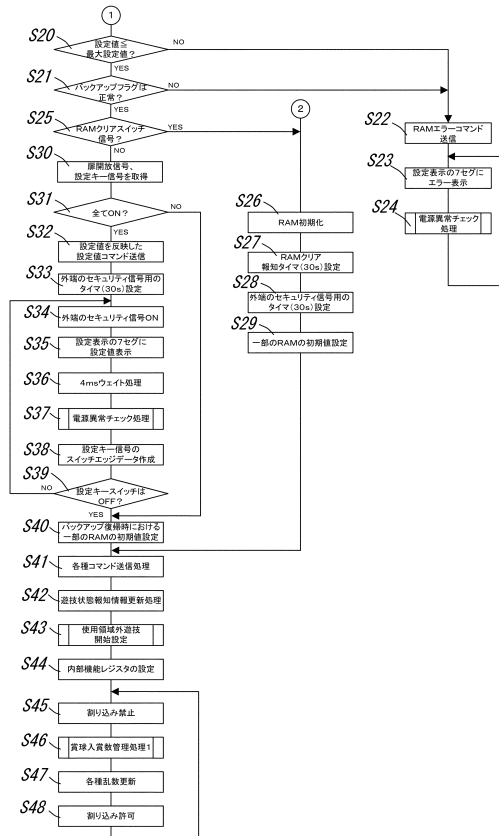 1
S20
設定値≦
最大設定値？
NO
YES
S21
バックアップフラグは
正常？
NO
YES
S25
RAMクリアスイッチ
信号？
YES
NO
S30
扉開放信号、
設定キー信号を取得
S31
全てON？
NO
YES
S32
設定値を反映した
設定値コマンド送信
S33
外端のセキュリティ信号用の
タイマ（30s）設定
S34
外端のセキュリティ信号ON
S35
設定表示の7セグに
設定値表示
S36
4msウェイト処理
S37
電源異常チェック処理
S38
設定キー信号の
スイッチエッジデータ作成
S39
設定キースイッチは
OFF？
NO
YES
S40
バックアップ復帰時における
一部のRAMの初期値設定
S41
各種コマンド送信処理
S42
遊技状態報知情報更新処理
S43
使用領域外遊技
開始設定
S44
内部機能レジスタの設定
S45
割り込み禁止
S46
賞球入賞数管理処理1
S47
各種乱数更新
S48
割り込み許可
2
S26
RAM初期化
S27
RAMクリア
報知タイマ（30s）設定
S28
外端のセキュリティ信号用の
タイマ（30s）設定
S29
一部のRAMの初期値設定
S22
RAMエラーコマンド
送信
S23
設定表示の7セグに
エラー表示
S24
電源異常チェック
処理